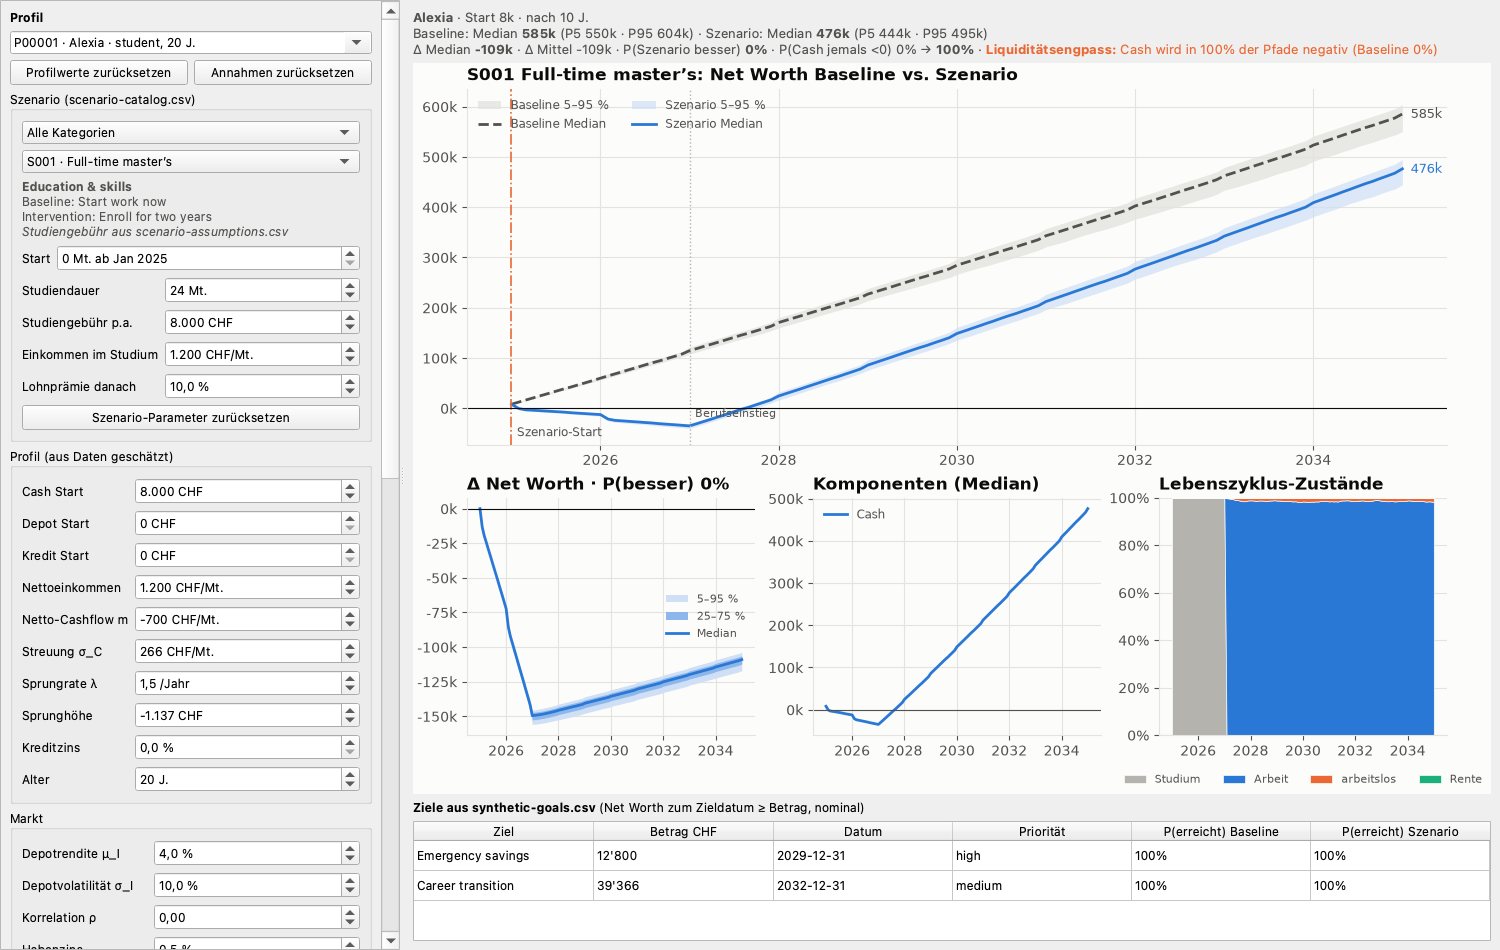 Profil
P00001 · Alexia · student, 20 J.
Profilwerte zurücksetzen
Annahmen zurücksetzen
Szenario (scenario-catalog.csv)
Alle Kategorien
S001 · Full-time master’s
Education & skills
Baseline: Start work now
Intervention: Enroll for two years
Studiengebühr aus scenario-assumptions.csv
Start 0 Mt. ab Jan 2025
Studiendauer 24 Mt.
Studiengebühr p.a. 8.000 CHF
Einkommen im Studium 1.200 CHF/Mt.
Lohnprämie danach 10,0 %
Szenario-Parameter zurücksetzen
Profil (aus Daten geschätzt)
Cash Start 8.000 CHF
Depot Start 0 CHF
Kredit Start 0 CHF
Nettoeinkommen 1.200 CHF/Mt.
Netto-Cashflow m -700 CHF/Mt.
Streuung σ_C 266 CHF/Mt.
Sprungrate λ 1,5 /Jahr
Sprunghöhe -1.137 CHF
Kreditzins 0,0 %
Alter 20 J.
Markt
Depotrendite μ_I 4,0 %
Depotvolatilität σ_I 10,0 %
Korrelation ρ 0,00
Alexia · Start 8k · nach 10 J.
Baseline: Median 585k (P5 550k · P95 604k) · Szenario: Median 476k (P5 444k · P95 495k)
Δ Median -109k · Δ Mittel -109k · P(Szenario besser) 0% · P(Cash jemals <0) 0% → 100% · Liquiditätsengpass: Cash wird in 100% der Pfade negativ (Baseline 0%)
S001 Full-time master’s: Net Worth Baseline vs. Szenario
Baseline 5–95 %
Szenario 5–95 %
Baseline Median
Szenario Median
600k
500k
400k
300k
200k
100k
0k
585k
476k
Berufseinstieg
Szenario-Start
2026 2028 2030 2032 2034
Δ Net Worth · P(besser) 0%
0k
-25k
-50k
-75k
-100k
-125k
-150k
5–95 %
25–75 %
Median
2026 2028 2030 2032 2034
Komponenten (Median)
500k
400k
300k
200k
100k
0k
Cash
2026 2028 2030 2032 2034
Lebenszyklus-Zustände
100%
80%
60%
40%
20%
0%
2026 2028 2030 2032 2034
Studium Arbeit arbeitslos Rente
Ziele aus synthetic-goals.csv (Net Worth zum Zieldatum ≥ Betrag, nominal)
Ziel Betrag CHF Datum Priorität P(erreicht) Baseline P(erreicht) Szenario
Emergency savings 12'800 2029-12-31 high 100% 100%
Career transition 39'366 2032-12-31 medium 100% 100%